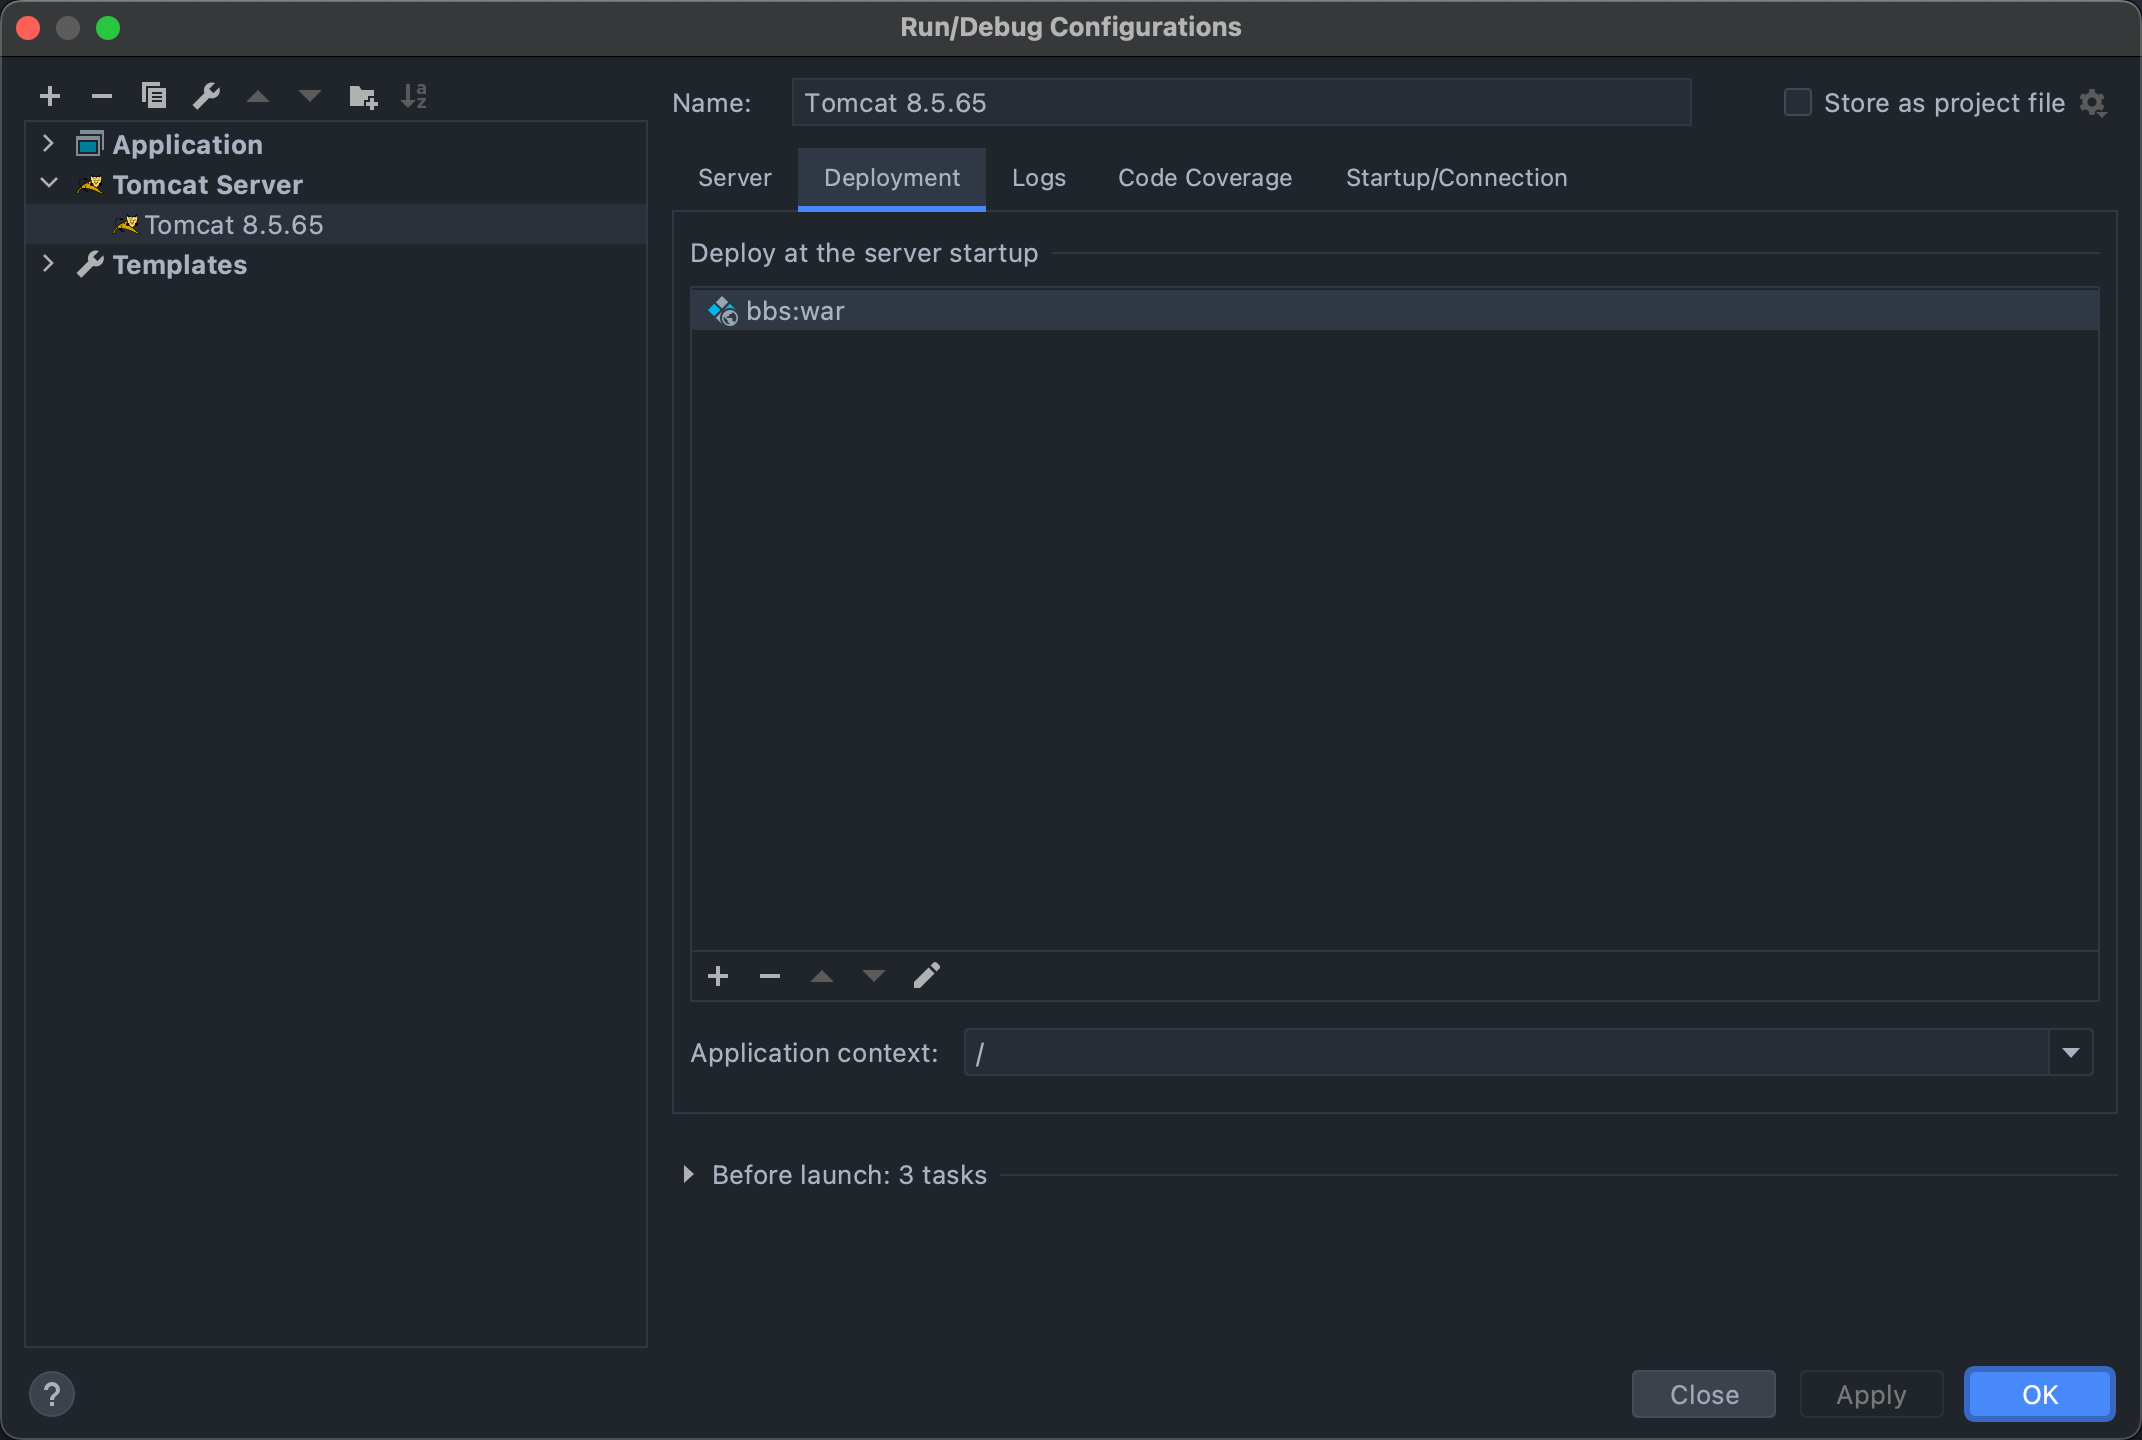 Run/Debug Configurations
Name: Tomcat 8.5.65 Store as project file
Application
Tomcat Server
Tomcat 8.5.65
Templates
Server Deployment Logs Code Coverage Startup/Connection
Deploy at the server startup
bbs:war
Application context: /
Before launch: 3 tasks
? Close Apply OK